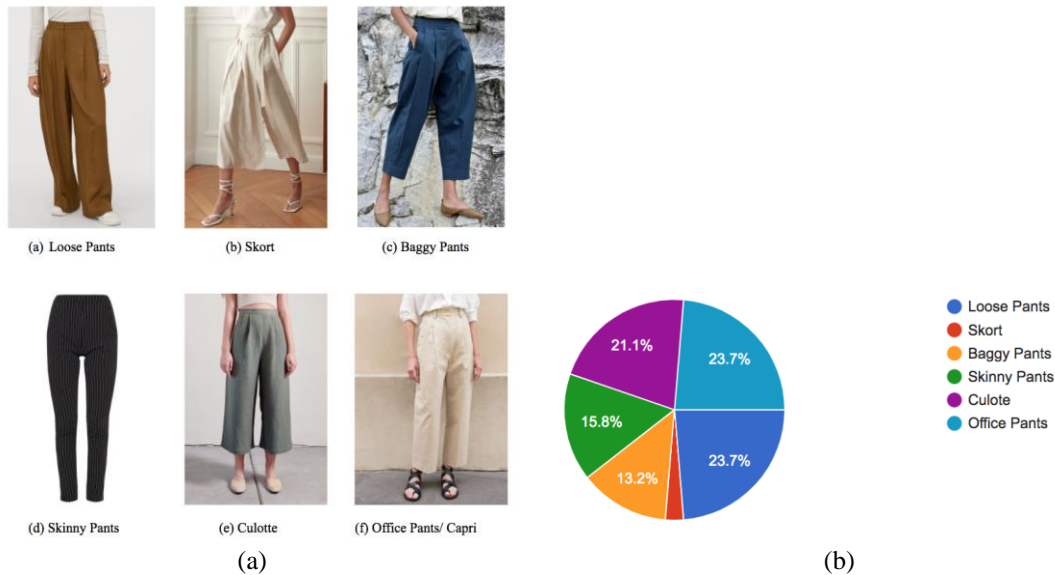 (a) Loose Pants
(b) Skort
(c) Baggy Pants
(d) Skinny Pants
(e) Culotte
(f) Office Pants/ Capri
(a)
21.1%
23.7%
15.8%
13.2%
23.7%
Loose Pants
Skort
Baggy Pants
Skinny Pants
Culote
Office Pants
(b)